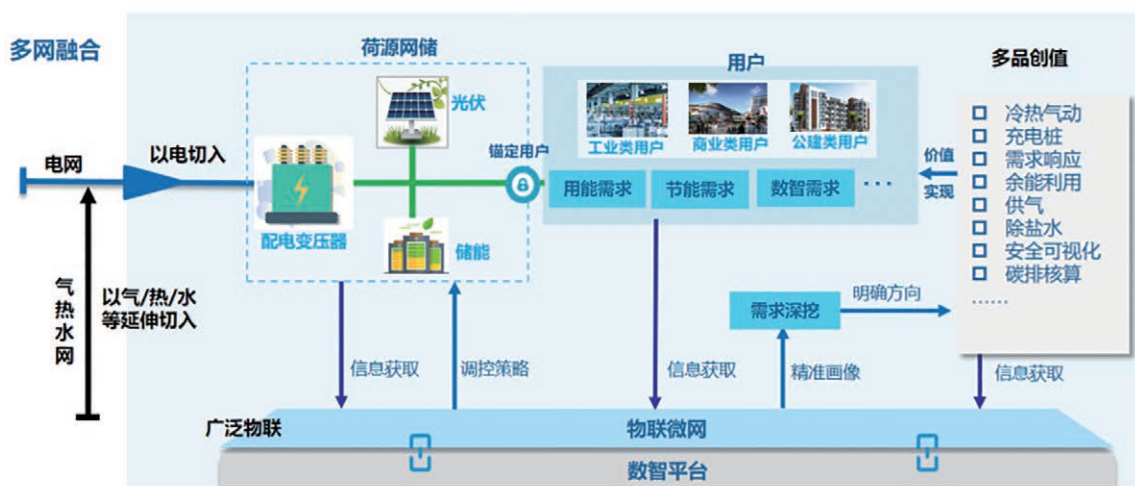 多网融合
荷源网储
用户
多品创值
光伏
工业类用户
商业类用户
公建类用户
电网
以电切入
锚定用户
配电变压器
储能
用能需求
节能需求
数智需求
...
价值
实现
冷热气动
充电桩
需求响应
余能利用
供气
除盐水
安全可视化
碳排核算
......
气热水网
以气/热/水
等延伸切入
需求深挖
明确方向
信息获取
调控策略
信息获取
精准画像
信息获取
广泛物联
物联微网
数智平台